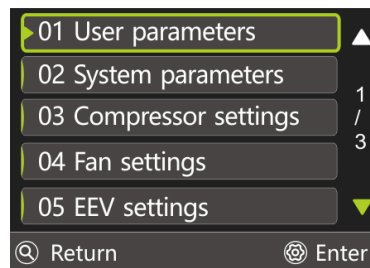 01 User parameters
02 System parameters
03 Compressor settings
04 Fan settings
05 EEV settings
1
/
3
Return
Enter